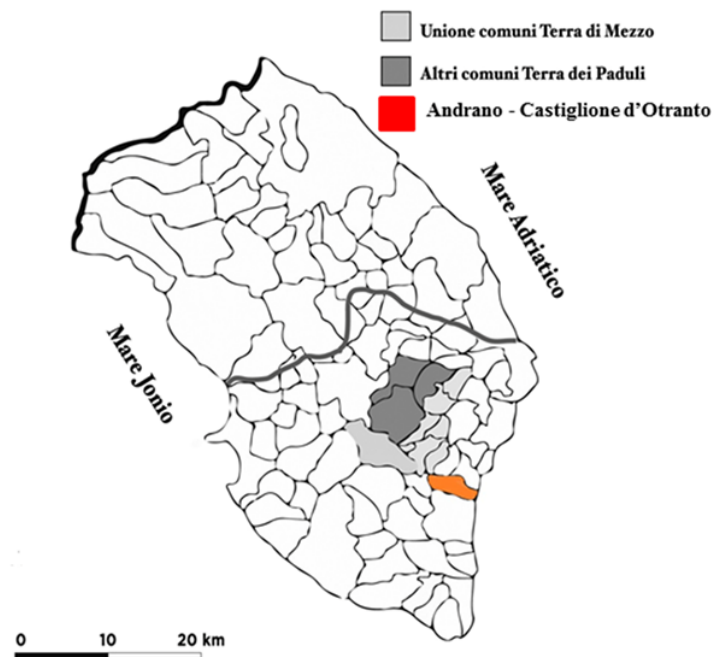 Unione comuni Terra di Mezzo
Altri comuni Terra dei Paduli
Andrano - Castiglione d'Otranto
Mare Adriatico
Mare Jonio
0 10 20 km